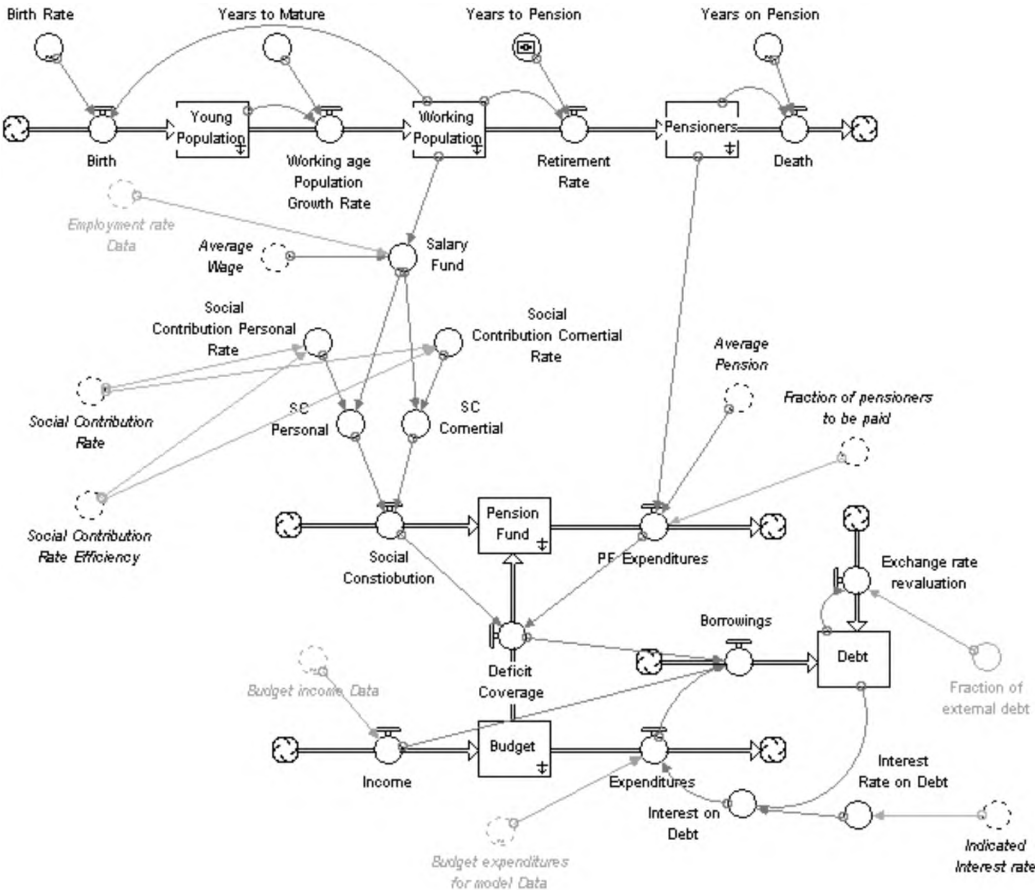 Birth Rate
Years to Mature
Years to Pension
Years on Pension
Young
Population
Working
Population
Pensioners
Birth
Working age
Population
Growth Rate
Retirement
Rate
Death
Employment rate
Data
Average
Wage
Salary
Fund
Social
Contribution Personal
Rate
Social
Contribution Comertial
Rate
Average
Pension
Fraction of pensioners
to be paid
Social Contribution
Rate
SC
Personal
SC
Comertial
Social Contribution
Rate Efficiency
Pension
Fund
Social
Constiobution
PF Expenditures
Exchange rate
revaluation
Borrowings
Debt
Deficit
Coverage
Budget income Data
Fraction of
external debt
Budget
Income
Expenditures
Interest
Rate on Debt
Interest on
Debt
Budget expenditures
for model Data
Indicated
Interest rate